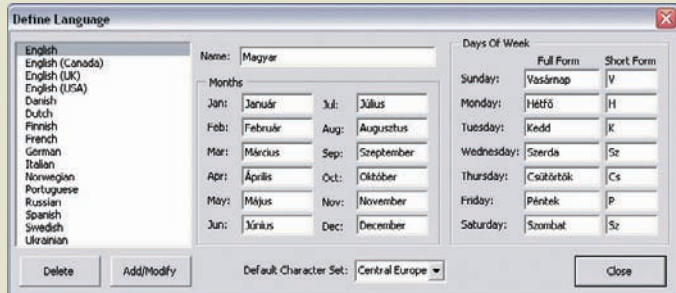 Define Language
English
English (Canada)
English (UK)
English (USA)
Danish
Dutch
Finnish
French
German
Italian
Norwegian
Portuguese
Russian
Spanish
Swedish
Ukrainian
Delete
Add/Modify
Name: Magyar
Months
Jan: Január Jul: Július
Feb: Február Aug: Augusztus
Mar: Március Sep: Szeptember
Apr: Április Oct: Október
May: Május Nov: November
Jun: Június Dec: December
Default Character Set: Central Europe
Days Of Week
Full Form Short Form
Sunday: Vasárnap V
Monday: Hétfő H
Tuesday: Kedd K
Wednesday: Szerda Sz
Thursday: Csütörtök Cs
Friday: Péntek P
Saturday: Szombat Sz
Close